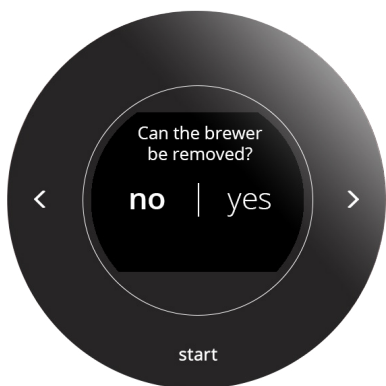 Can the brewer
be removed?
no | yes
< >
start